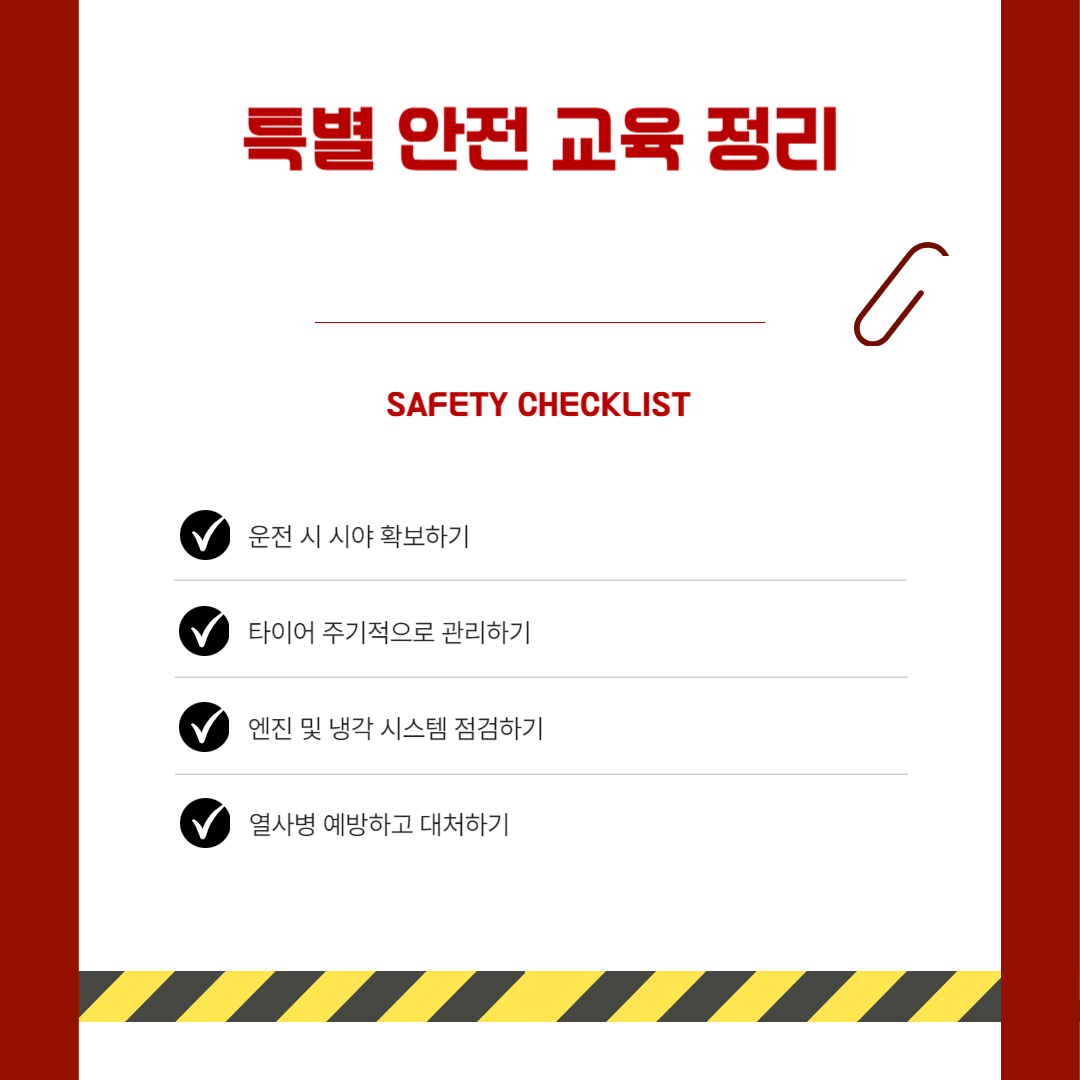 특별 안전 교육 정리
SAFETY CHECKLIST
운전 시 시야 확보하기
타이어 주기적으로 관리하기
엔진 및 냉각 시스템 점검하기
열사병 예방하고 대처하기